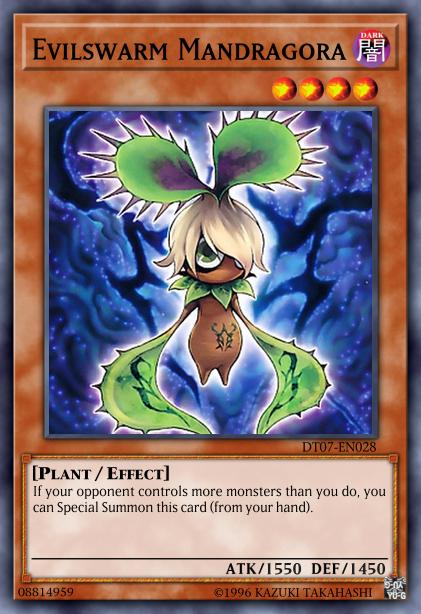 Evilswarm Mandragora
DARK
闇
DT07-EN028
[Plant / Effect]
If your opponent controls more monsters than you do, you
can Special Summon this card (from your hand).
ATK/1550 DEF/1450
08814959
©1996 KAZUKI TAKAHASHI